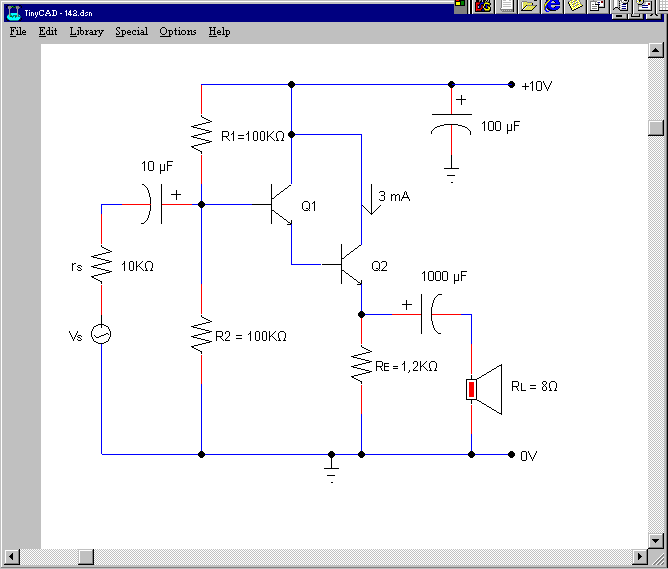 TinyCAD - 142.dsn
File Edit Library Special Options Help
+10V
+
100 µF
R1=100KΩ
10 µF
+
Q1
3 mA
rs
10KΩ
Q2
1000 µF
+
Vs
R2 = 100KΩ
RE = 1,2KΩ
RL = 8Ω
0V